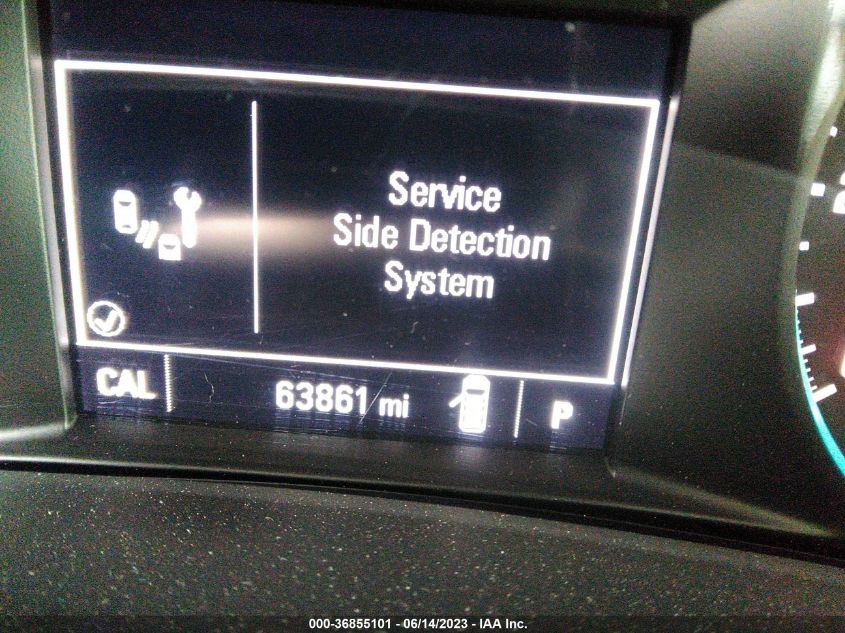 Service
Side Detection
System
CAL 63861 mi P
000-36855101 - 06/14/2023 - IAA Inc.